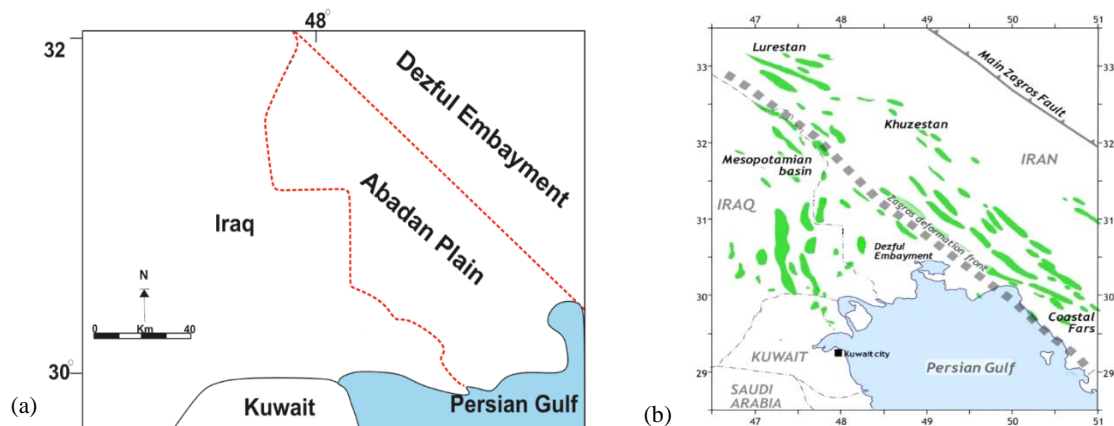 48°
32
Dezful Embayment
Abadan Plain
Iraq
N
0 Km 40
30°
Kuwait
Persian Gulf
(a)
(b)
47 48 49 50 51
Lurestan
33
33
Main Zagros Fault
Khuzestan
32
32
Mesopotamian
basin
IRAN
IRAQ
31
31
Zagros deformation front
Dezful
Embayment
30
30
Coastal
Fars
KUWAIT
Kuwait city
29
29
Persian Gulf
SAUDI
ARABIA
47 48 49 50 51